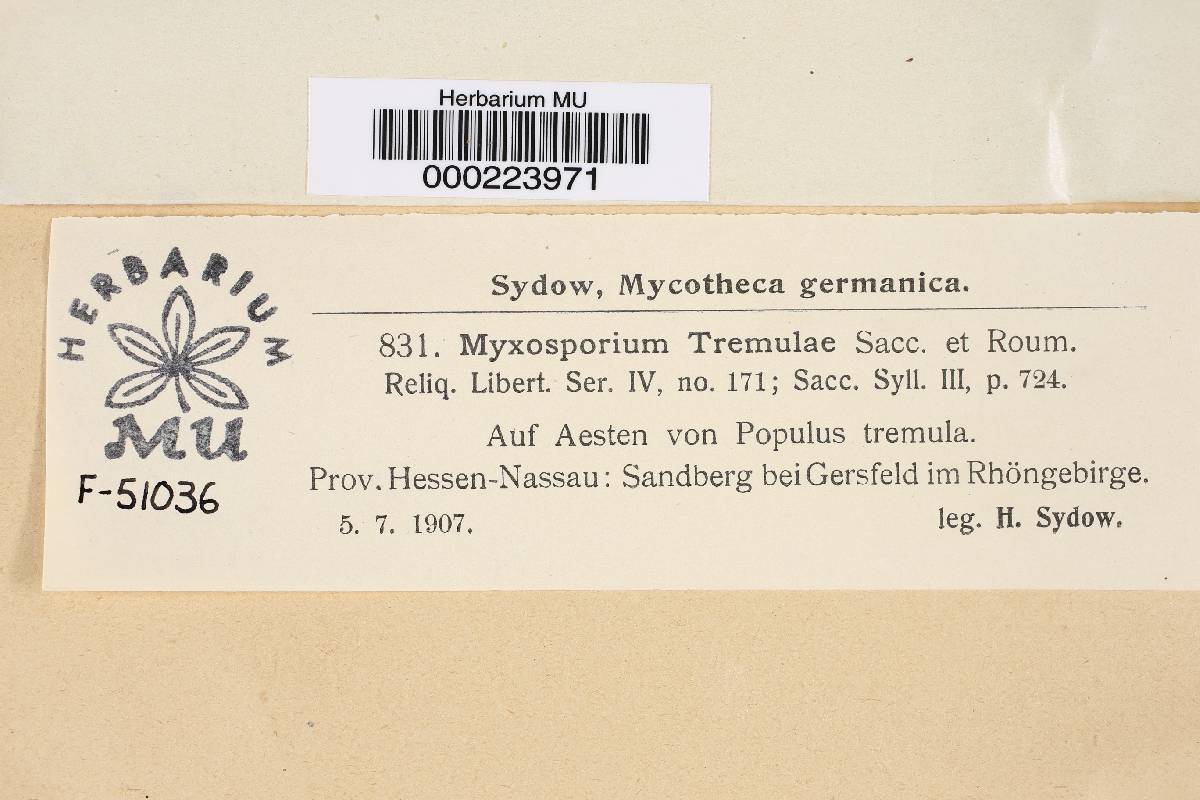 Herbarium MU
000223971
HERBARIUM
MU
F-51036
Sydow, Mycotheca germanica.
831. Myxosporium Tremulae Sacc. et Roum.
Reliq. Libert. Ser. IV, no. 171; Sacc. Syll. III, p. 724.
Auf Aesten von Populus tremula.
Prov. Hessen-Nassau: Sandberg bei Gersfeld im Rhöngebirge.
5. 7. 1907. leg. H. Sydow.